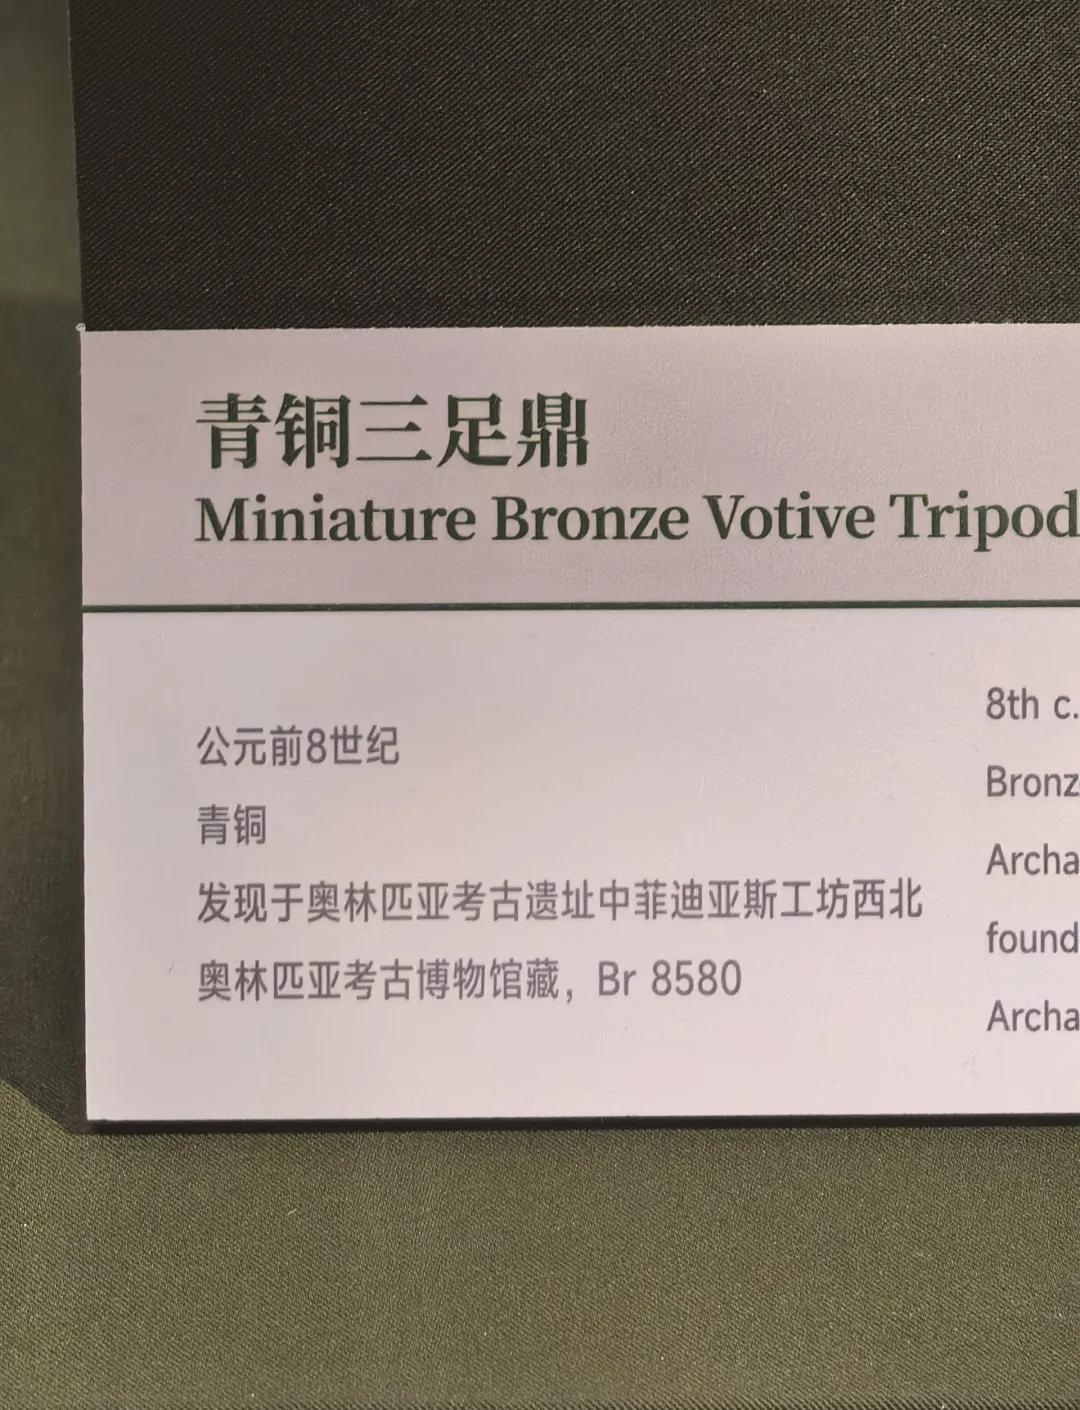 青铜三足鼎
Miniature Bronze Votive Tripod
公元前8世纪
青铜
发现于奥林匹亚考古遗址中菲迪亚斯工坊西北
奥林匹亚考古博物馆藏，Br 8580
8th c.
Bronz
Archa
found
Archa